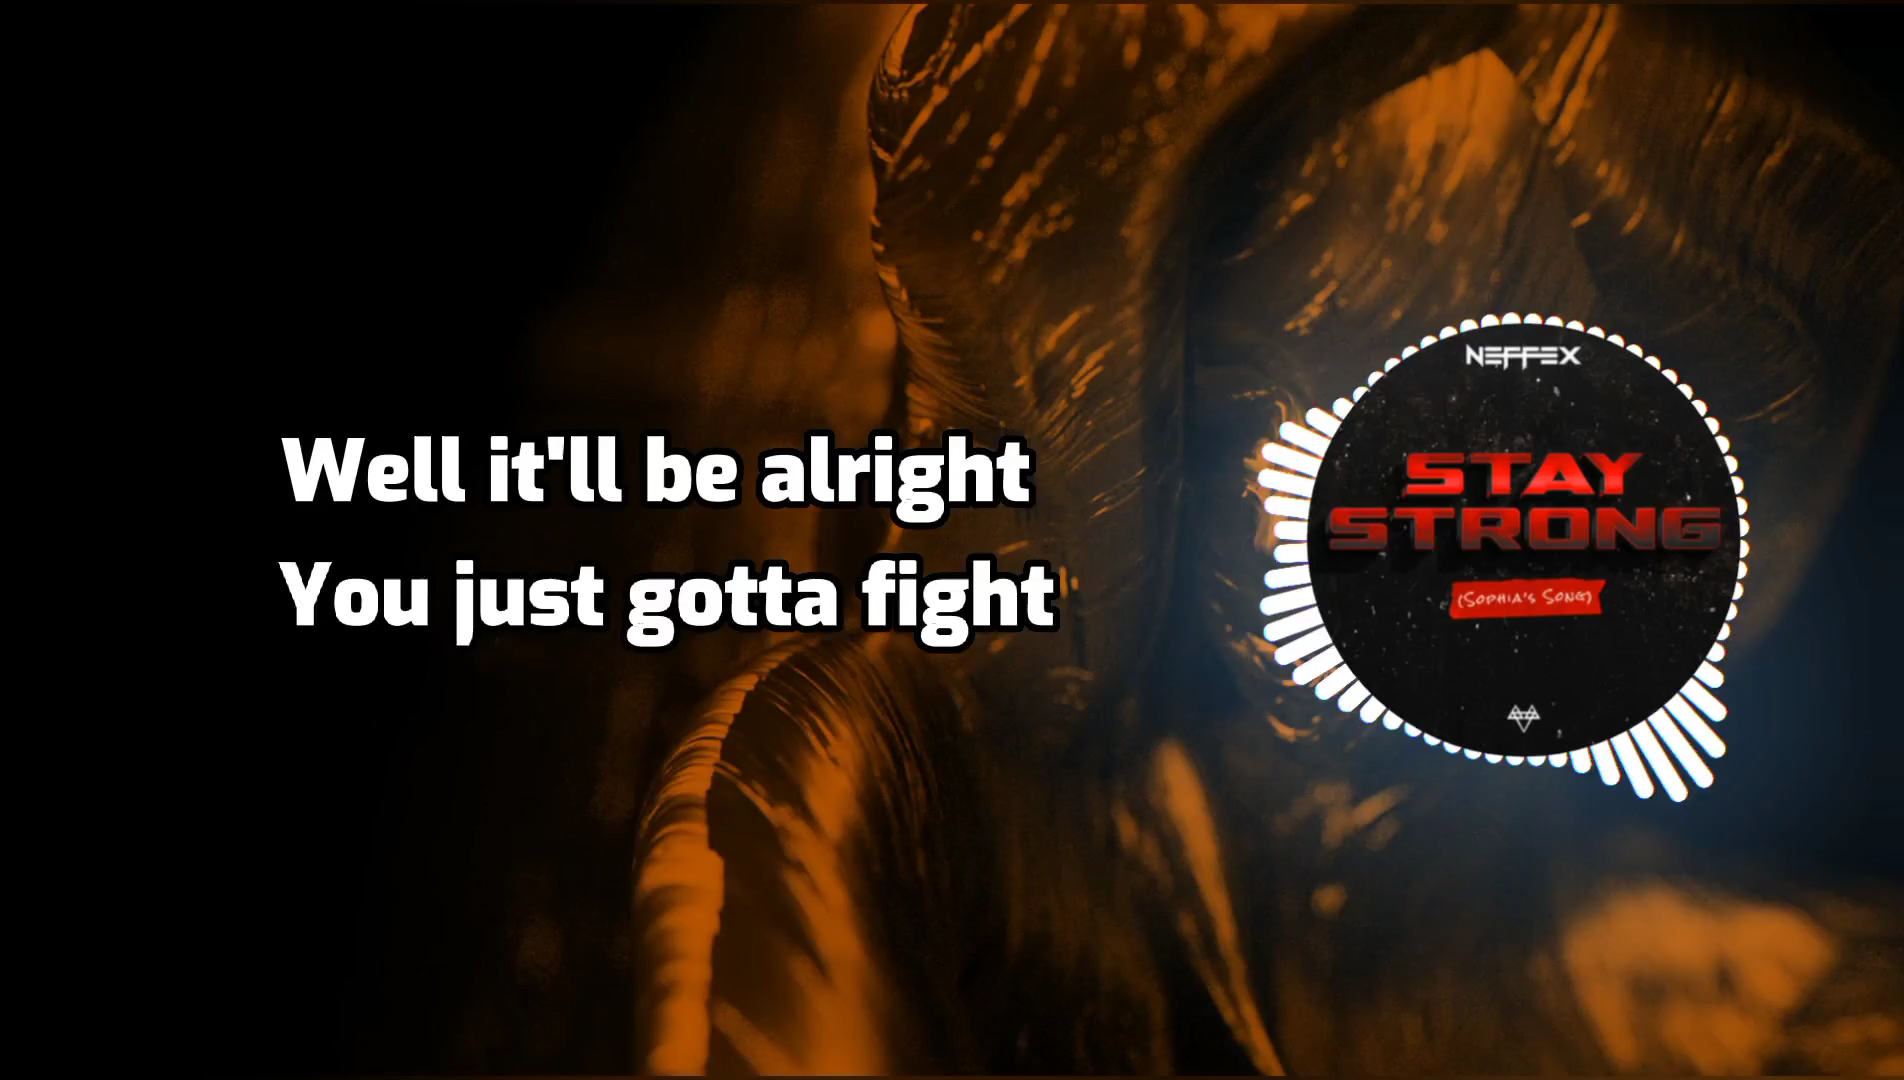 Well it'll be alright
You just gotta fight
NEFFEX
STAY
STRONG
(SOPHIA'S SONG)